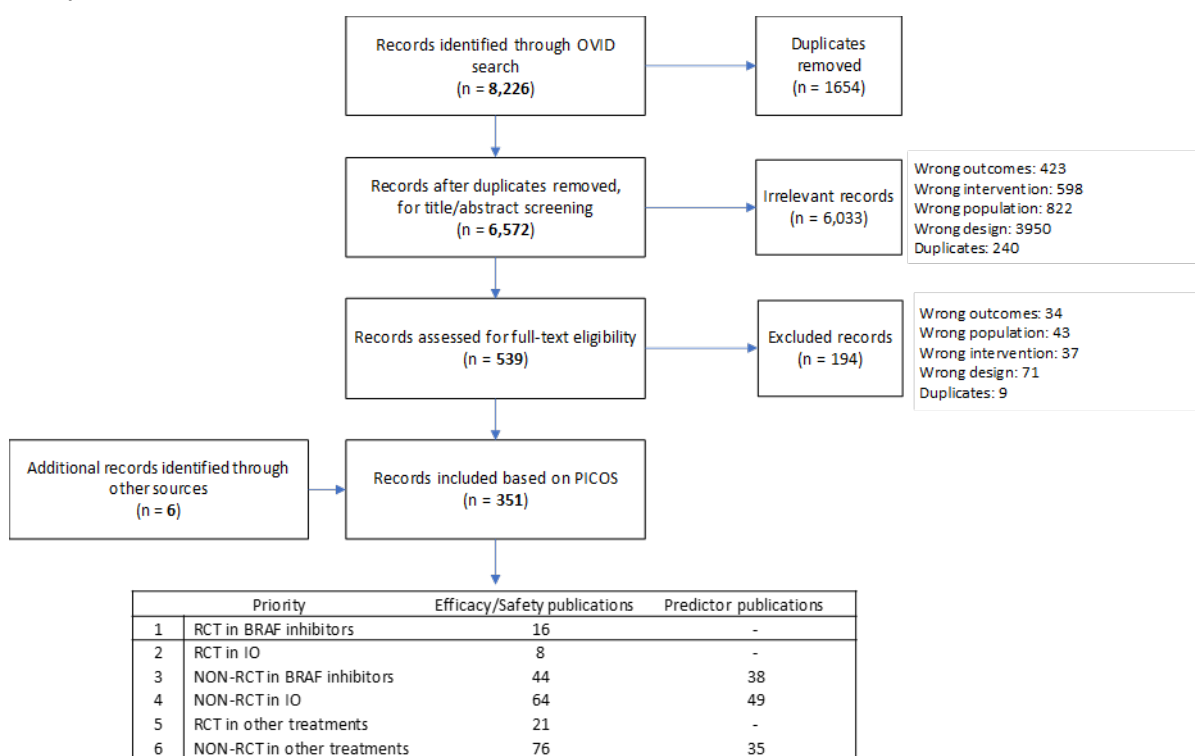 Records identified through OVID
search
(n = 8,226)
Duplicates
removed
(n = 1654)
Records after duplicates removed,
for title/abstract screening
(n = 6,572)
Irrelevant records
(n = 6,033)
Wrong outcomes: 423
Wrong intervention: 598
Wrong population: 822
Wrong design: 3950
Duplicates: 240
Records assessed for full-text eligibility
(n = 539)
Excluded records
(n = 194)
Wrong outcomes: 34
Wrong population: 43
Wrong intervention: 37
Wrong design: 71
Duplicates: 9
Additional records identified through
other sources
(n = 6)
Records included based on PICOS
(n = 351)
Priority Efficacy/Safety publications Predictor publications
1 RCT in BRAF inhibitors 16 -
2 RCT in IO 8 -
3 NON-RCT in BRAF inhibitors 44 38
4 NON-RCT in IO 64 49
5 RCT in other treatments 21 -
6 NON-RCT in other treatments 76 35